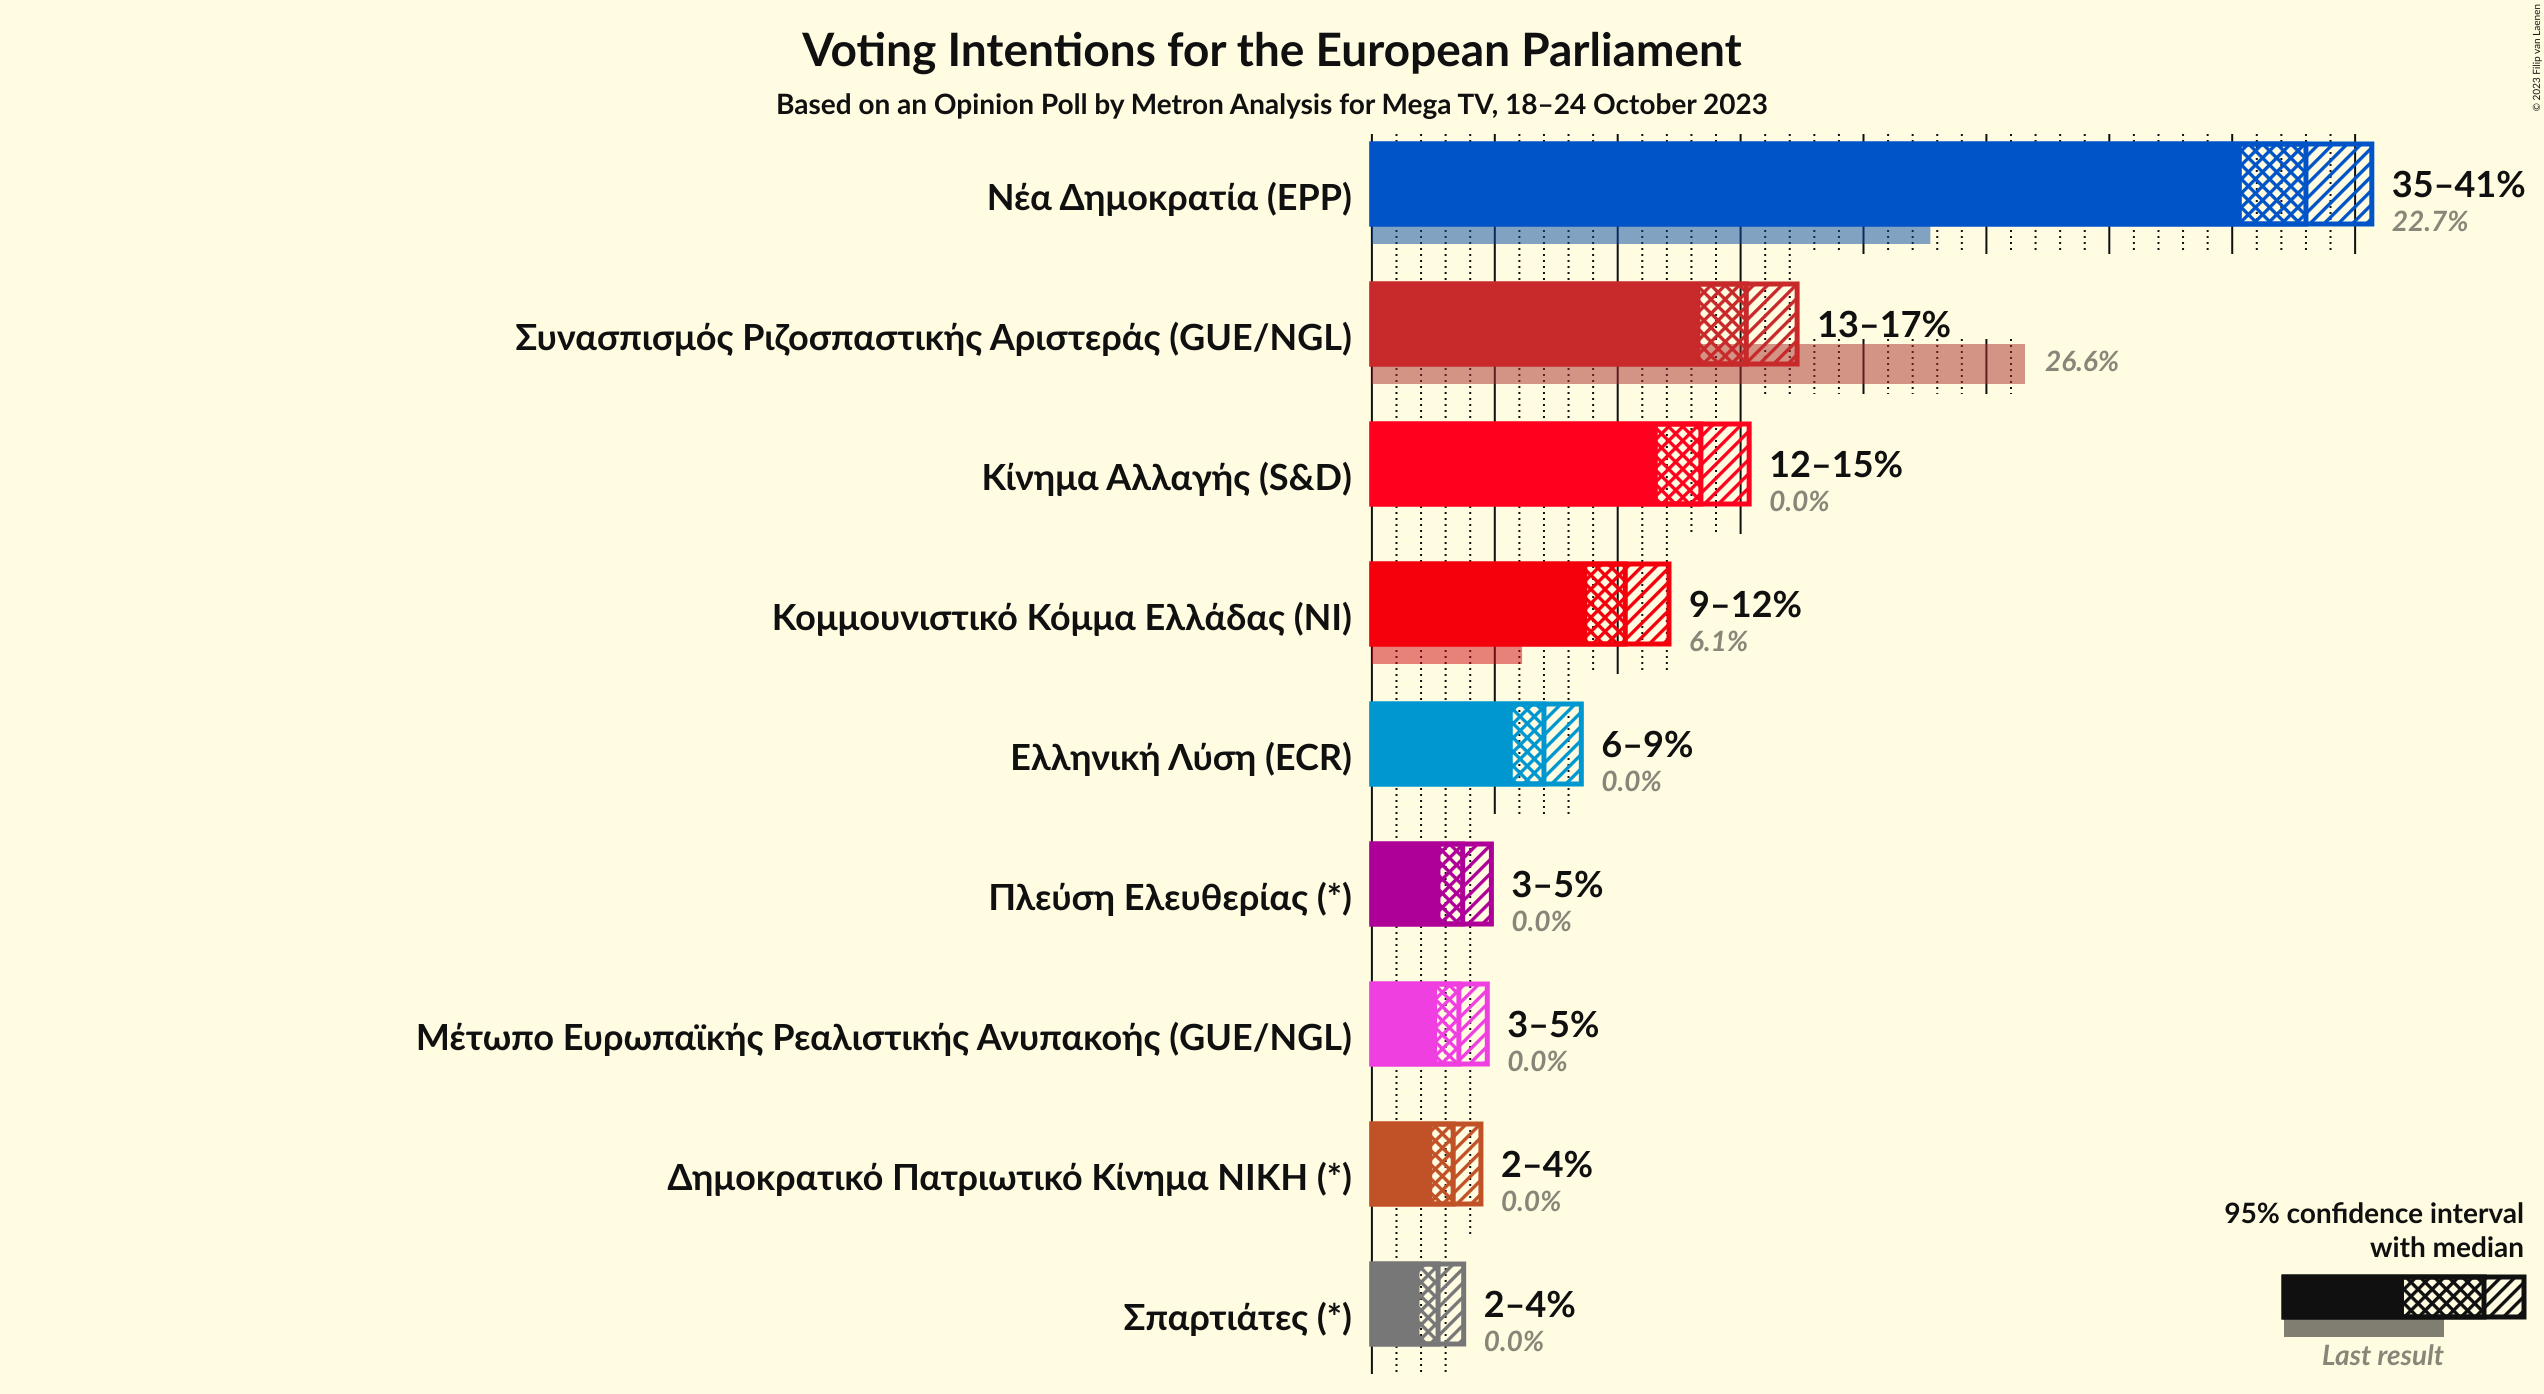 Voting Intentions for the European Parliament
Based on an Opinion Poll by Metron Analysis for Mega TV, 18–24 October 2023
© 2023 Filip van Laenen
Νέα Δημοκρατία (EPP)
35–41%
22.7%
Συνασπισμός Ριζοσπαστικής Αριστεράς (GUE/NGL)
13–17%
26.6%
Κίνημα Αλλαγής (S&D)
12–15%
0.0%
Κομμουνιστικό Κόμμα Ελλάδας (NI)
9–12%
6.1%
Ελληνική Λύση (ECR)
6–9%
0.0%
Πλεύση Ελευθερίας (*)
3–5%
0.0%
Μέτωπο Ευρωπαϊκής Ρεαλιστικής Ανυπακοής (GUE/NGL)
3–5%
0.0%
Δημοκρατικό Πατριωτικό Κίνημα ΝΙΚΗ (*)
2–4%
0.0%
Σπαρτιάτες (*)
2–4%
0.0%
95% confidence interval
with median
Last result